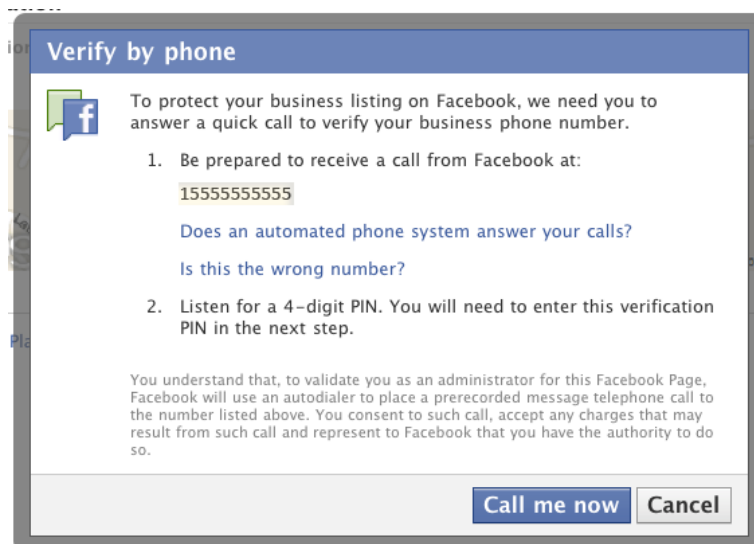 Verify by phone
To protect your business listing on Facebook, we need you to
answer a quick call to verify your business phone number.
1. Be prepared to receive a call from Facebook at:
15555555555
Does an automated phone system answer your calls?
Is this the wrong number?
2. Listen for a 4-digit PIN. You will need to enter this verification
PIN in the next step.
You understand that, to validate you as an administrator for this Facebook Page,
Facebook will use an autodialer to place a prerecorded message telephone call to
the number listed above. You consent to such call, accept any charges that may
result from such call and represent to Facebook that you have the authority to do
so.
Call me now Cancel